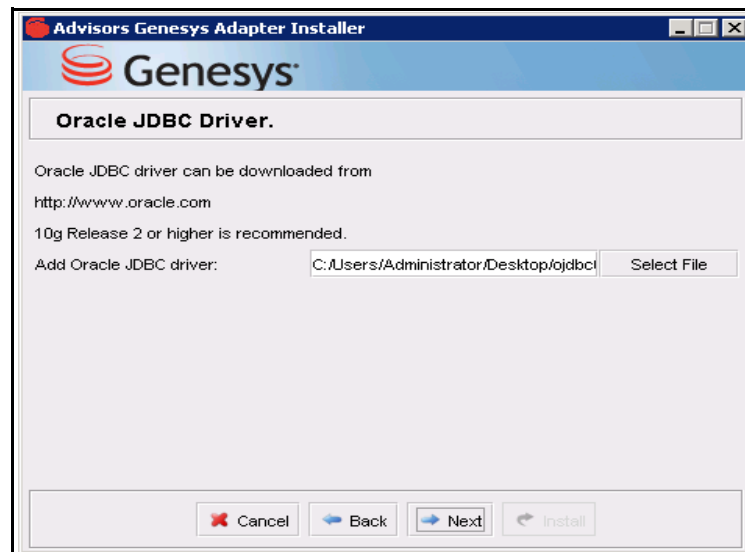 Advisors Genesys Adapter Installer
Genesys
Oracle JDBC Driver.
Oracle JDBC driver can be downloaded from
http://www.oracle.com
10g Release 2 or higher is recommended.
Add Oracle JDBC driver: C:/Users/Administrator/Desktop/ojdbc Select File
Cancel Back Next Install